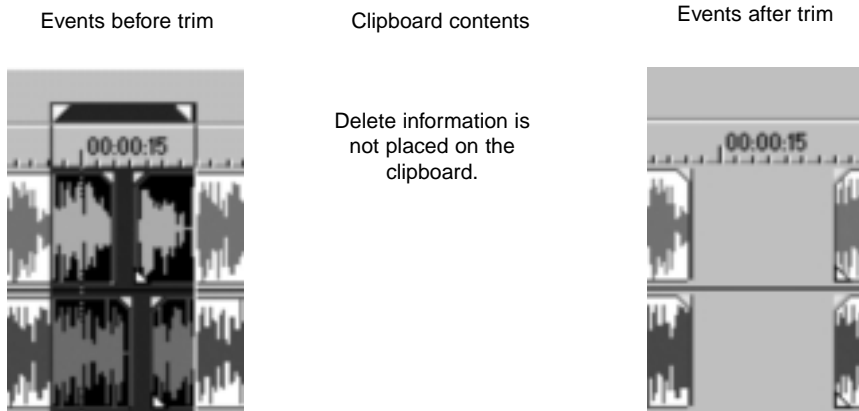 Events before trim
Clipboard contents
Events after trim
Delete information is
not placed on the
clipboard.
00:00:15
00:00:15